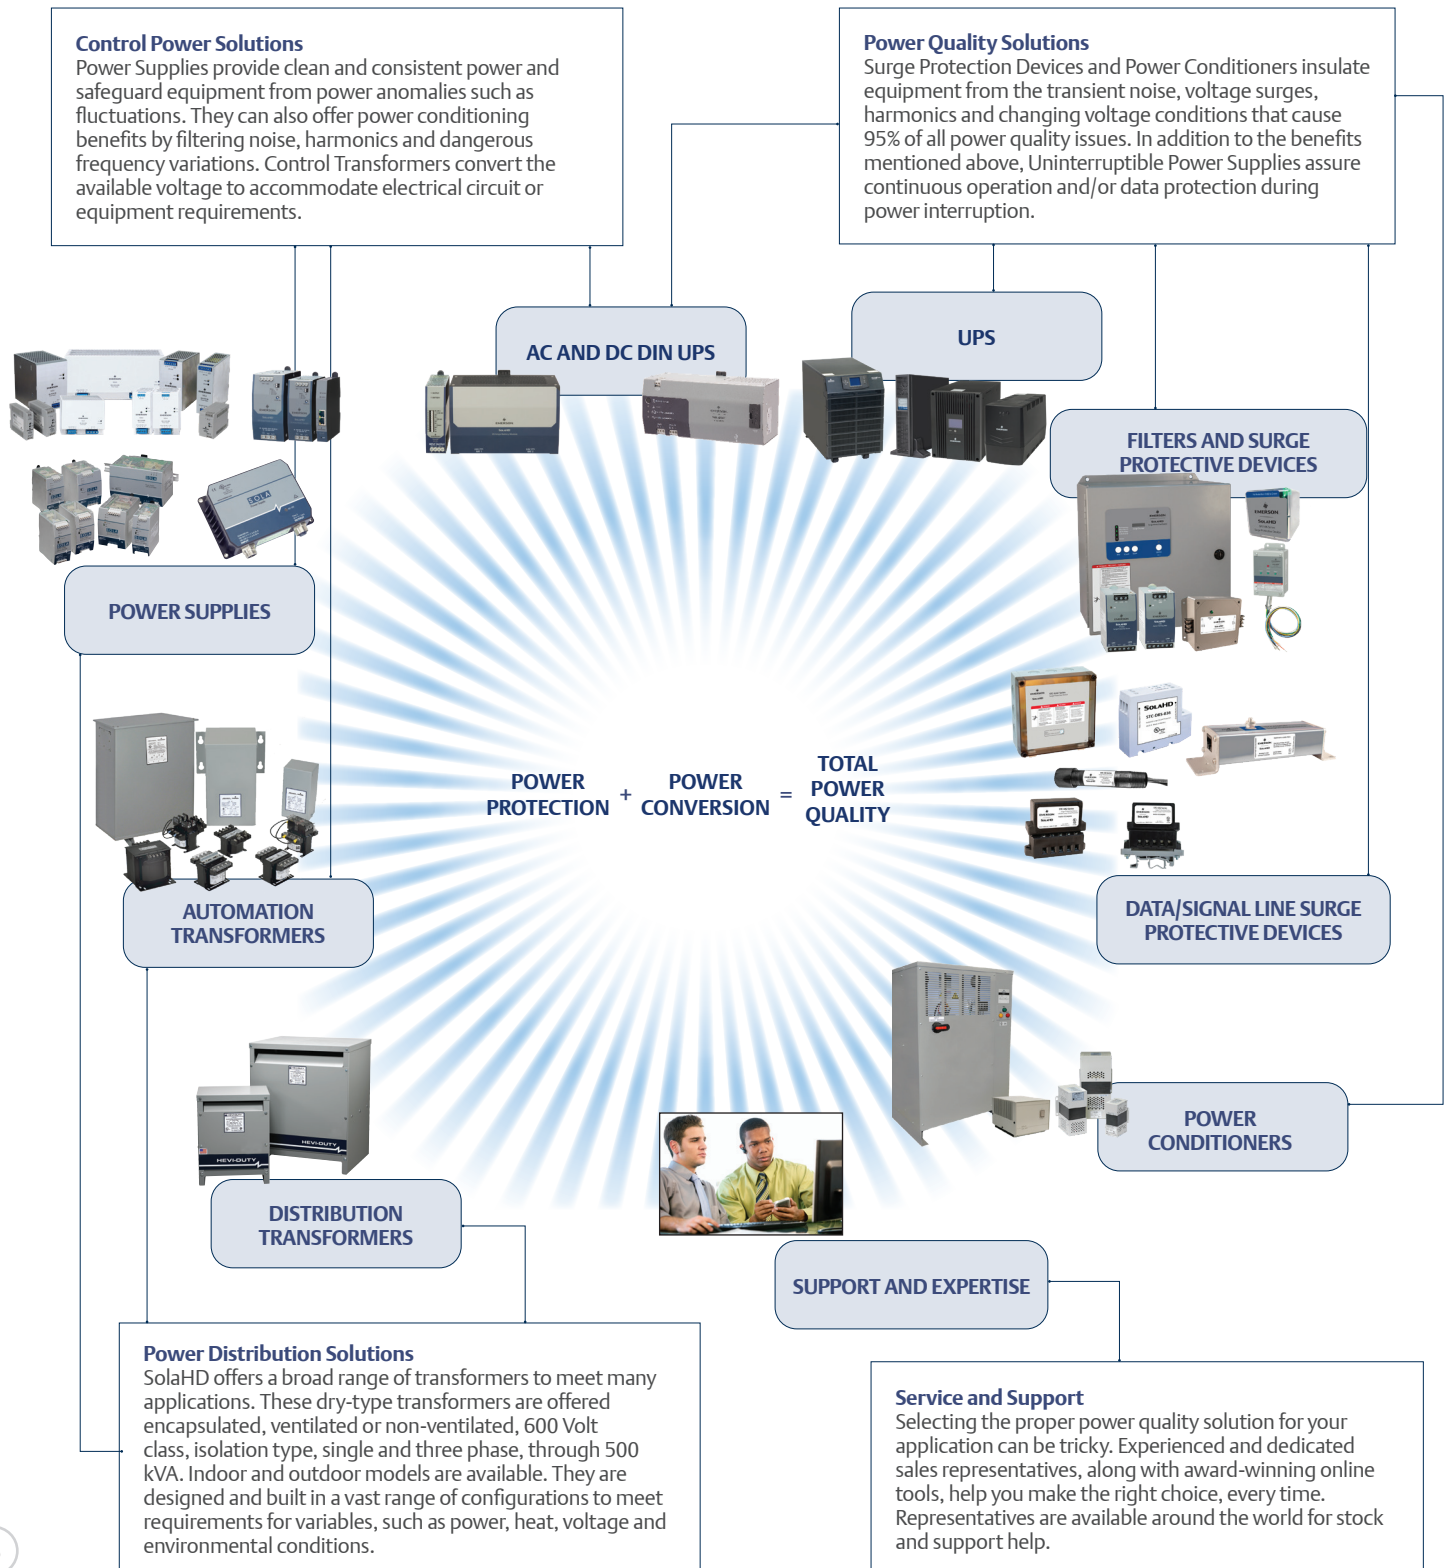 Control Power Solutions
Power Supplies provide clean and consistent power and
safeguard equipment from power anomalies such as
fluctuations. They can also offer power conditioning
benefits by filtering noise, harmonics and dangerous
frequency variations. Control Transformers convert the
available voltage to accommodate electrical circuit or
equipment requirements.
Power Quality Solutions
Surge Protection Devices and Power Conditioners insulate
equipment from the transient noise, voltage surges,
harmonics and changing voltage conditions that cause
95% of all power quality issues. In addition to the benefits
mentioned above, Uninterruptible Power Supplies assure
continuous operation and/or data protection during
power interruption.
AC AND DC DIN UPS
UPS
FILTERS AND SURGE
PROTECTIVE DEVICES
EMERSON
SOLAHD
SOLA
POWER SUPPLIES
SOLAHD
STC-DRS-036
POWER
PROTECTION
+
POWER
CONVERSION
=
TOTAL
POWER
QUALITY
AUTOMATION
TRANSFORMERS
DATA/SIGNAL LINE SURGE
PROTECTIVE DEVICES
HEVI-DUTY
HEVI-DUTY
POWER
CONDITIONERS
DISTRIBUTION
TRANSFORMERS
SUPPORT AND EXPERTISE
Power Distribution Solutions
SolaHD offers a broad range of transformers to meet many
applications. These dry-type transformers are offered
encapsulated, ventilated or non-ventilated, 600 Volt
class, isolation type, single and three phase, through 500
kVA. Indoor and outdoor models are available. They are
designed and built in a vast range of configurations to meet
requirements for variables, such as power, heat, voltage and
environmental conditions.
Service and Support
Selecting the proper power quality solution for your
application can be tricky. Experienced and dedicated
sales representatives, along with award-winning online
tools, help you make the right choice, every time.
Representatives are available around the world for stock
and support help.